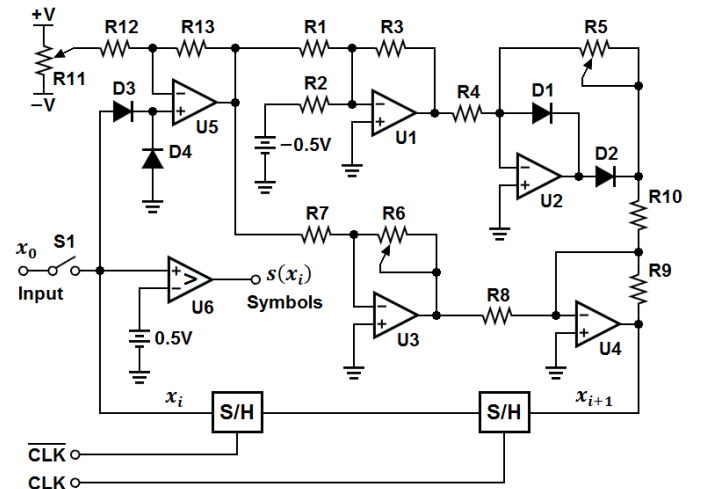 +V
R12
R13
R1
R3
R5
R11
−V
D3
R2
R4
D1
U5
U1
D4
−0.5V
D2
U2
R10
R7
R6
x₀
S1
s(xᵢ)
R9
Input
U6
Symbols
R8
0.5V
U3
U4
xᵢ
S/H
S/H
xᵢ₊₁
C̅L̅K̅
CLK